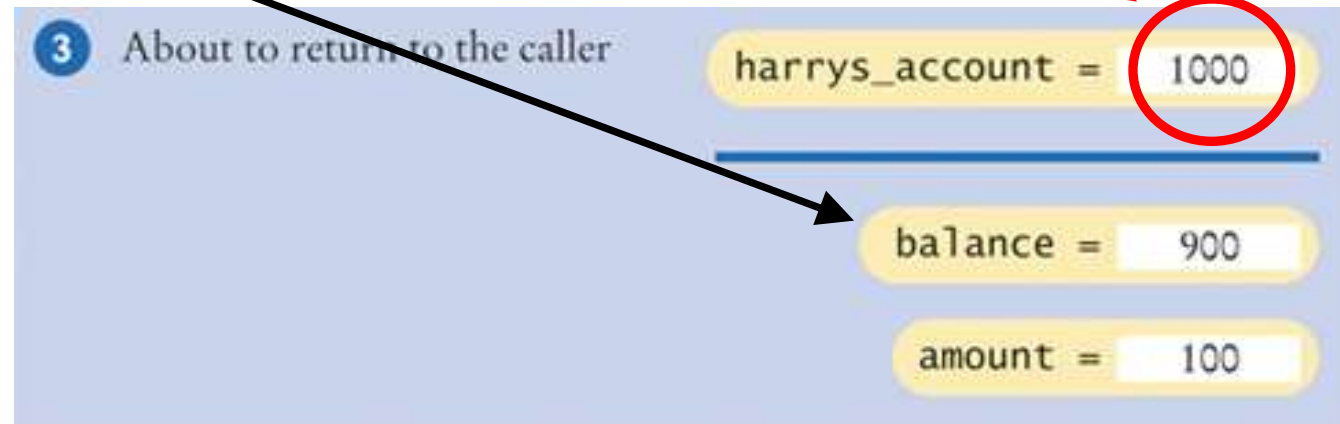 3 About to return to the caller
harrys_account = 1000
balance = 900
amount = 100